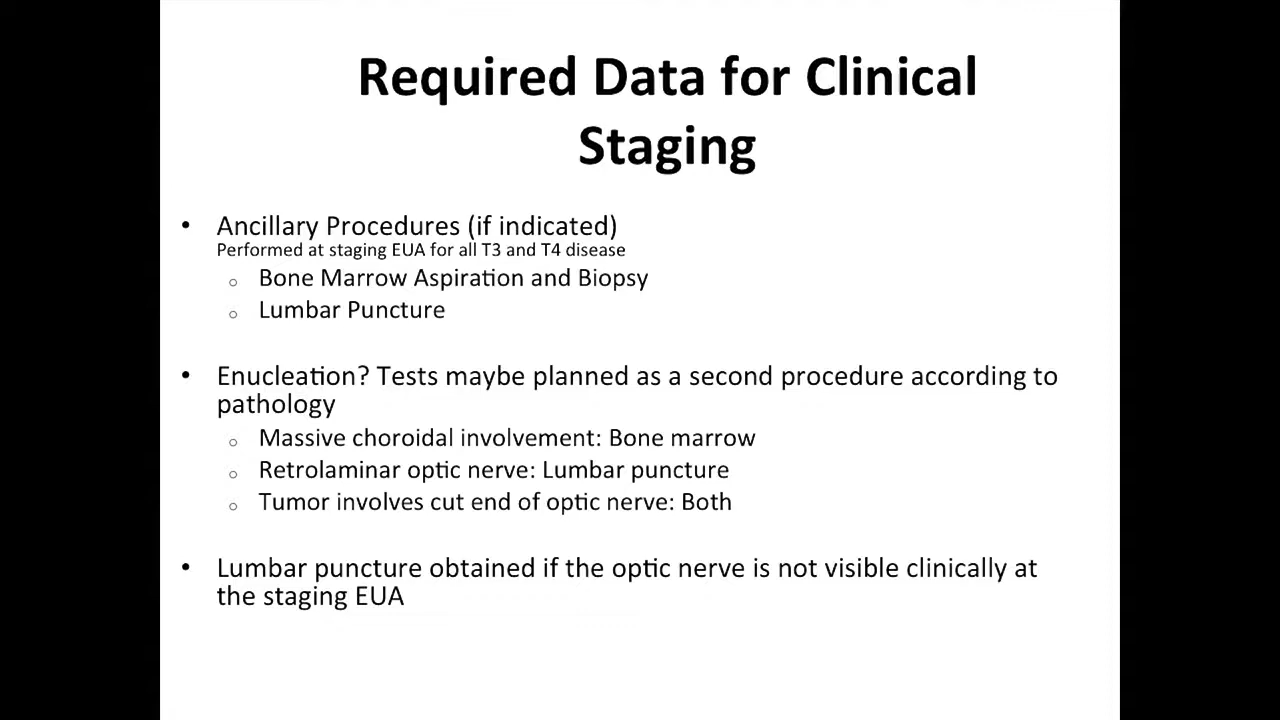 Required Data for Clinical
Staging
• Ancillary Procedures (if indicated)
Performed at staging EUA for all T3 and T4 disease
o Bone Marrow Aspiration and Biopsy
o Lumbar Puncture
• Enucleation? Tests maybe planned as a second procedure according to
pathology
o Massive choroidal involvement: Bone marrow
o Retrolaminar optic nerve: Lumbar puncture
o Tumor involves cut end of optic nerve: Both
• Lumbar puncture obtained if the optic nerve is not visible clinically at
the staging EUA